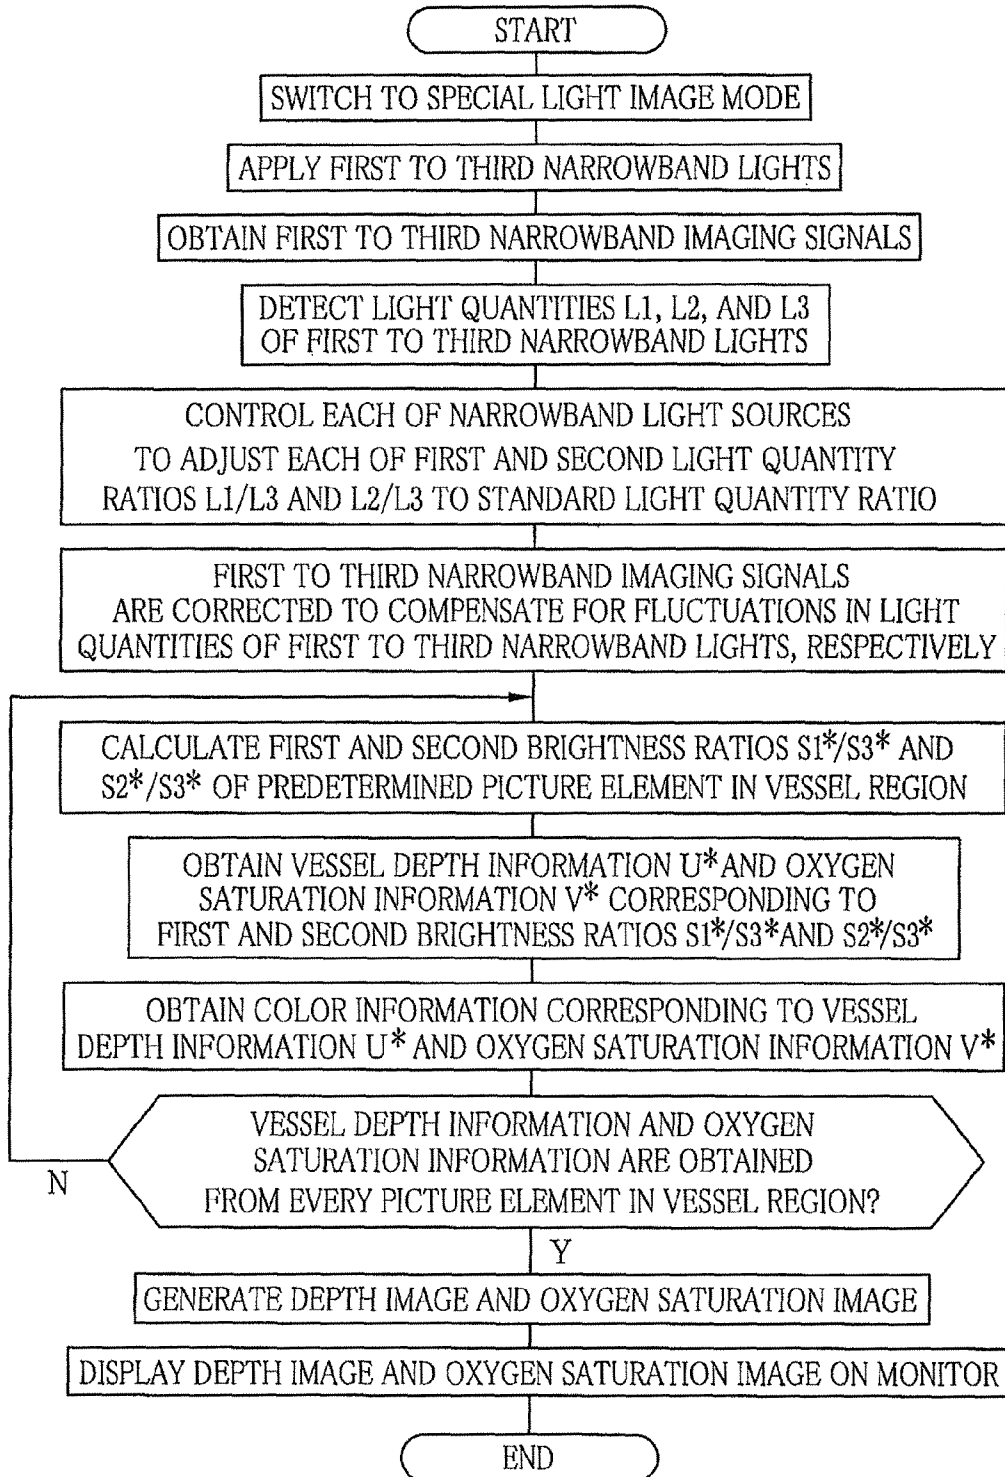 START
SWITCH TO SPECIAL LIGHT IMAGE MODE
APPLY FIRST TO THIRD NARROWBAND LIGHTS
OBTAIN FIRST TO THIRD NARROWBAND IMAGING SIGNALS
DETECT LIGHT QUANTITIES L1, L2, AND L3
OF FIRST TO THIRD NARROWBAND LIGHTS
CONTROL EACH OF NARROWBAND LIGHT SOURCES
TO ADJUST EACH OF FIRST AND SECOND LIGHT QUANTITY
RATIOS L1/L3 AND L2/L3 TO STANDARD LIGHT QUANTITY RATIO
FIRST TO THIRD NARROWBAND IMAGING SIGNALS
ARE CORRECTED TO COMPENSATE FOR FLUCTUATIONS IN LIGHT
QUANTITIES OF FIRST TO THIRD NARROWBAND LIGHTS, RESPECTIVELY
CALCULATE FIRST AND SECOND BRIGHTNESS RATIOS S1*/S3* AND
S2*/S3* OF PREDETERMINED PICTURE ELEMENT IN VESSEL REGION
OBTAIN VESSEL DEPTH INFORMATION U* AND OXYGEN
SATURATION INFORMATION V* CORRESPONDING TO
FIRST AND SECOND BRIGHTNESS RATIOS S1*/S3* AND S2*/S3*
OBTAIN COLOR INFORMATION CORRESPONDING TO VESSEL
DEPTH INFORMATION U* AND OXYGEN SATURATION INFORMATION V*
VESSEL DEPTH INFORMATION AND OXYGEN
SATURATION INFORMATION ARE OBTAINED
FROM EVERY PICTURE ELEMENT IN VESSEL REGION?
N
Y
GENERATE DEPTH IMAGE AND OXYGEN SATURATION IMAGE
DISPLAY DEPTH IMAGE AND OXYGEN SATURATION IMAGE ON MONITOR
END